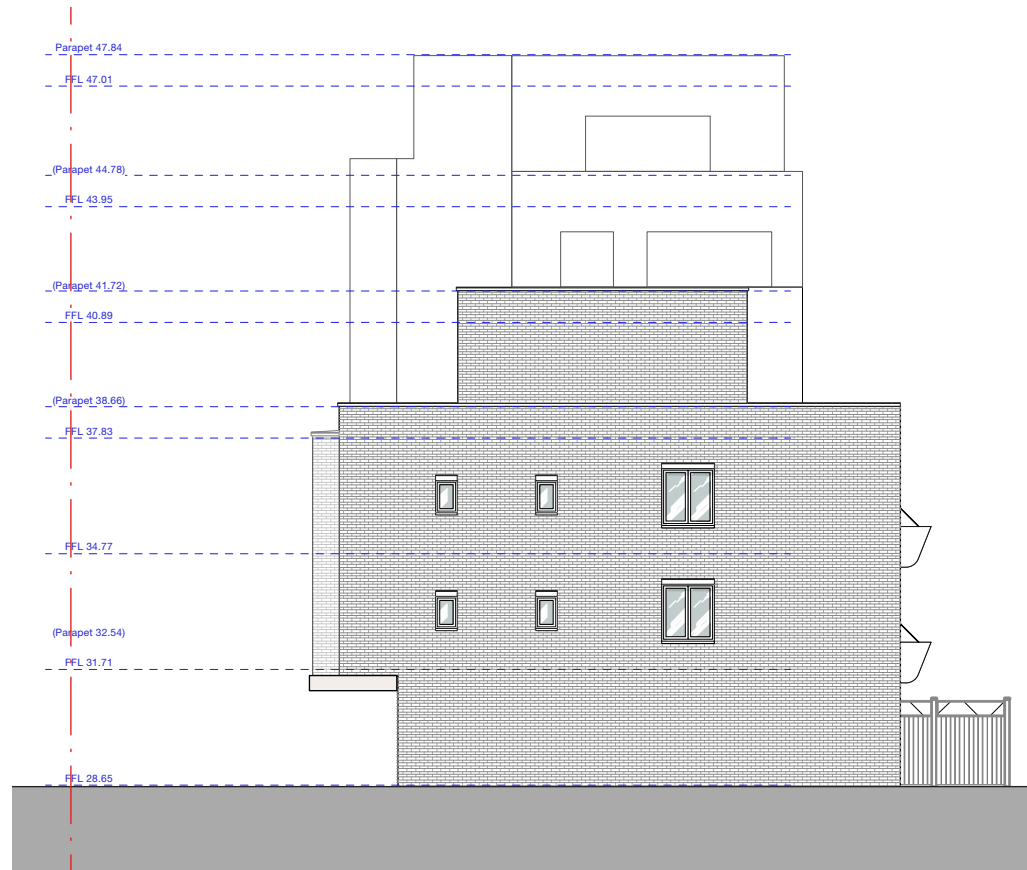 Parapet 47.84
FFL 47.01
(Parapet 44.78)
FFL 43.95
(Parapet 41.72)
FFL 40.89
(Parapet 38.66)
FFL 37.83
FFL 34.77
(Parapet 32.54)
FFL 31.71
FFL 28.65